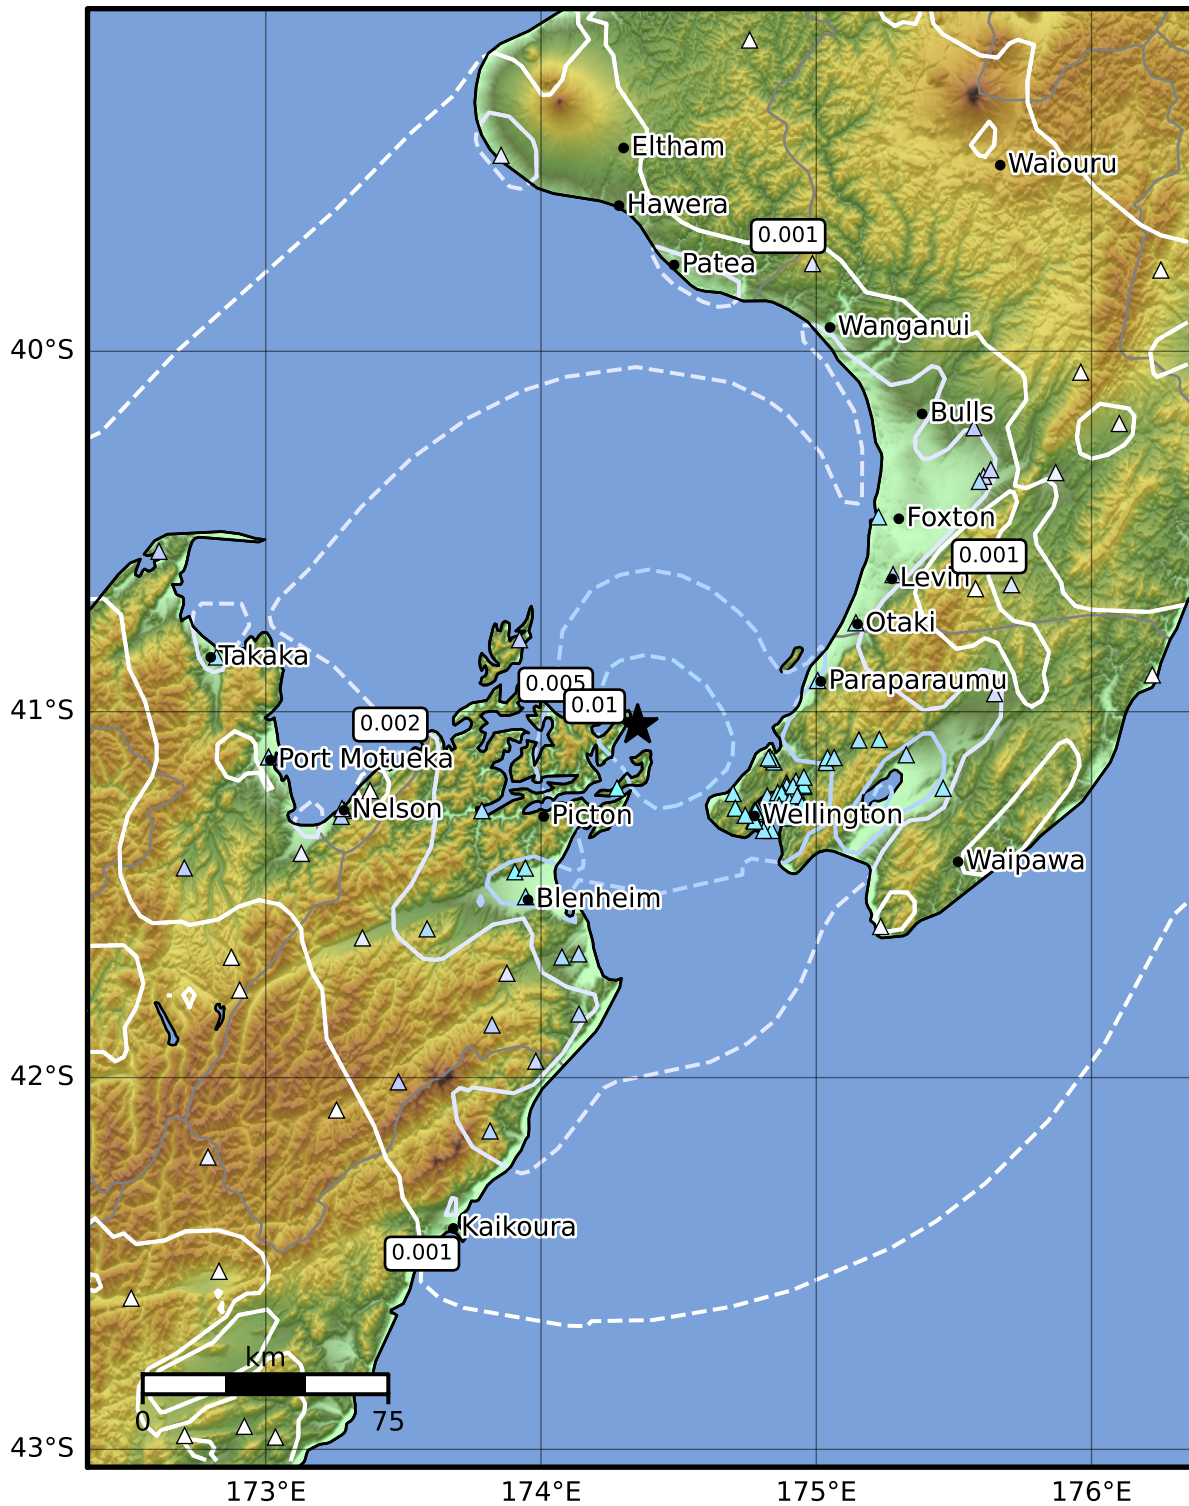 Eltham
Waiouru
Hawera
0.001
Patea
Wanganui
40°S
Bulls
Foxton
0.001
Levin
Otaki
Takaka
Paraparaumu
0.005
0.01
41°S
0.002
Port Motueka
Nelson
Picton
Wellington
Waipawa
Blenheim
42°S
Kaikoura
0.001
km
0 75
43°S
173°E 174°E 175°E 176°E